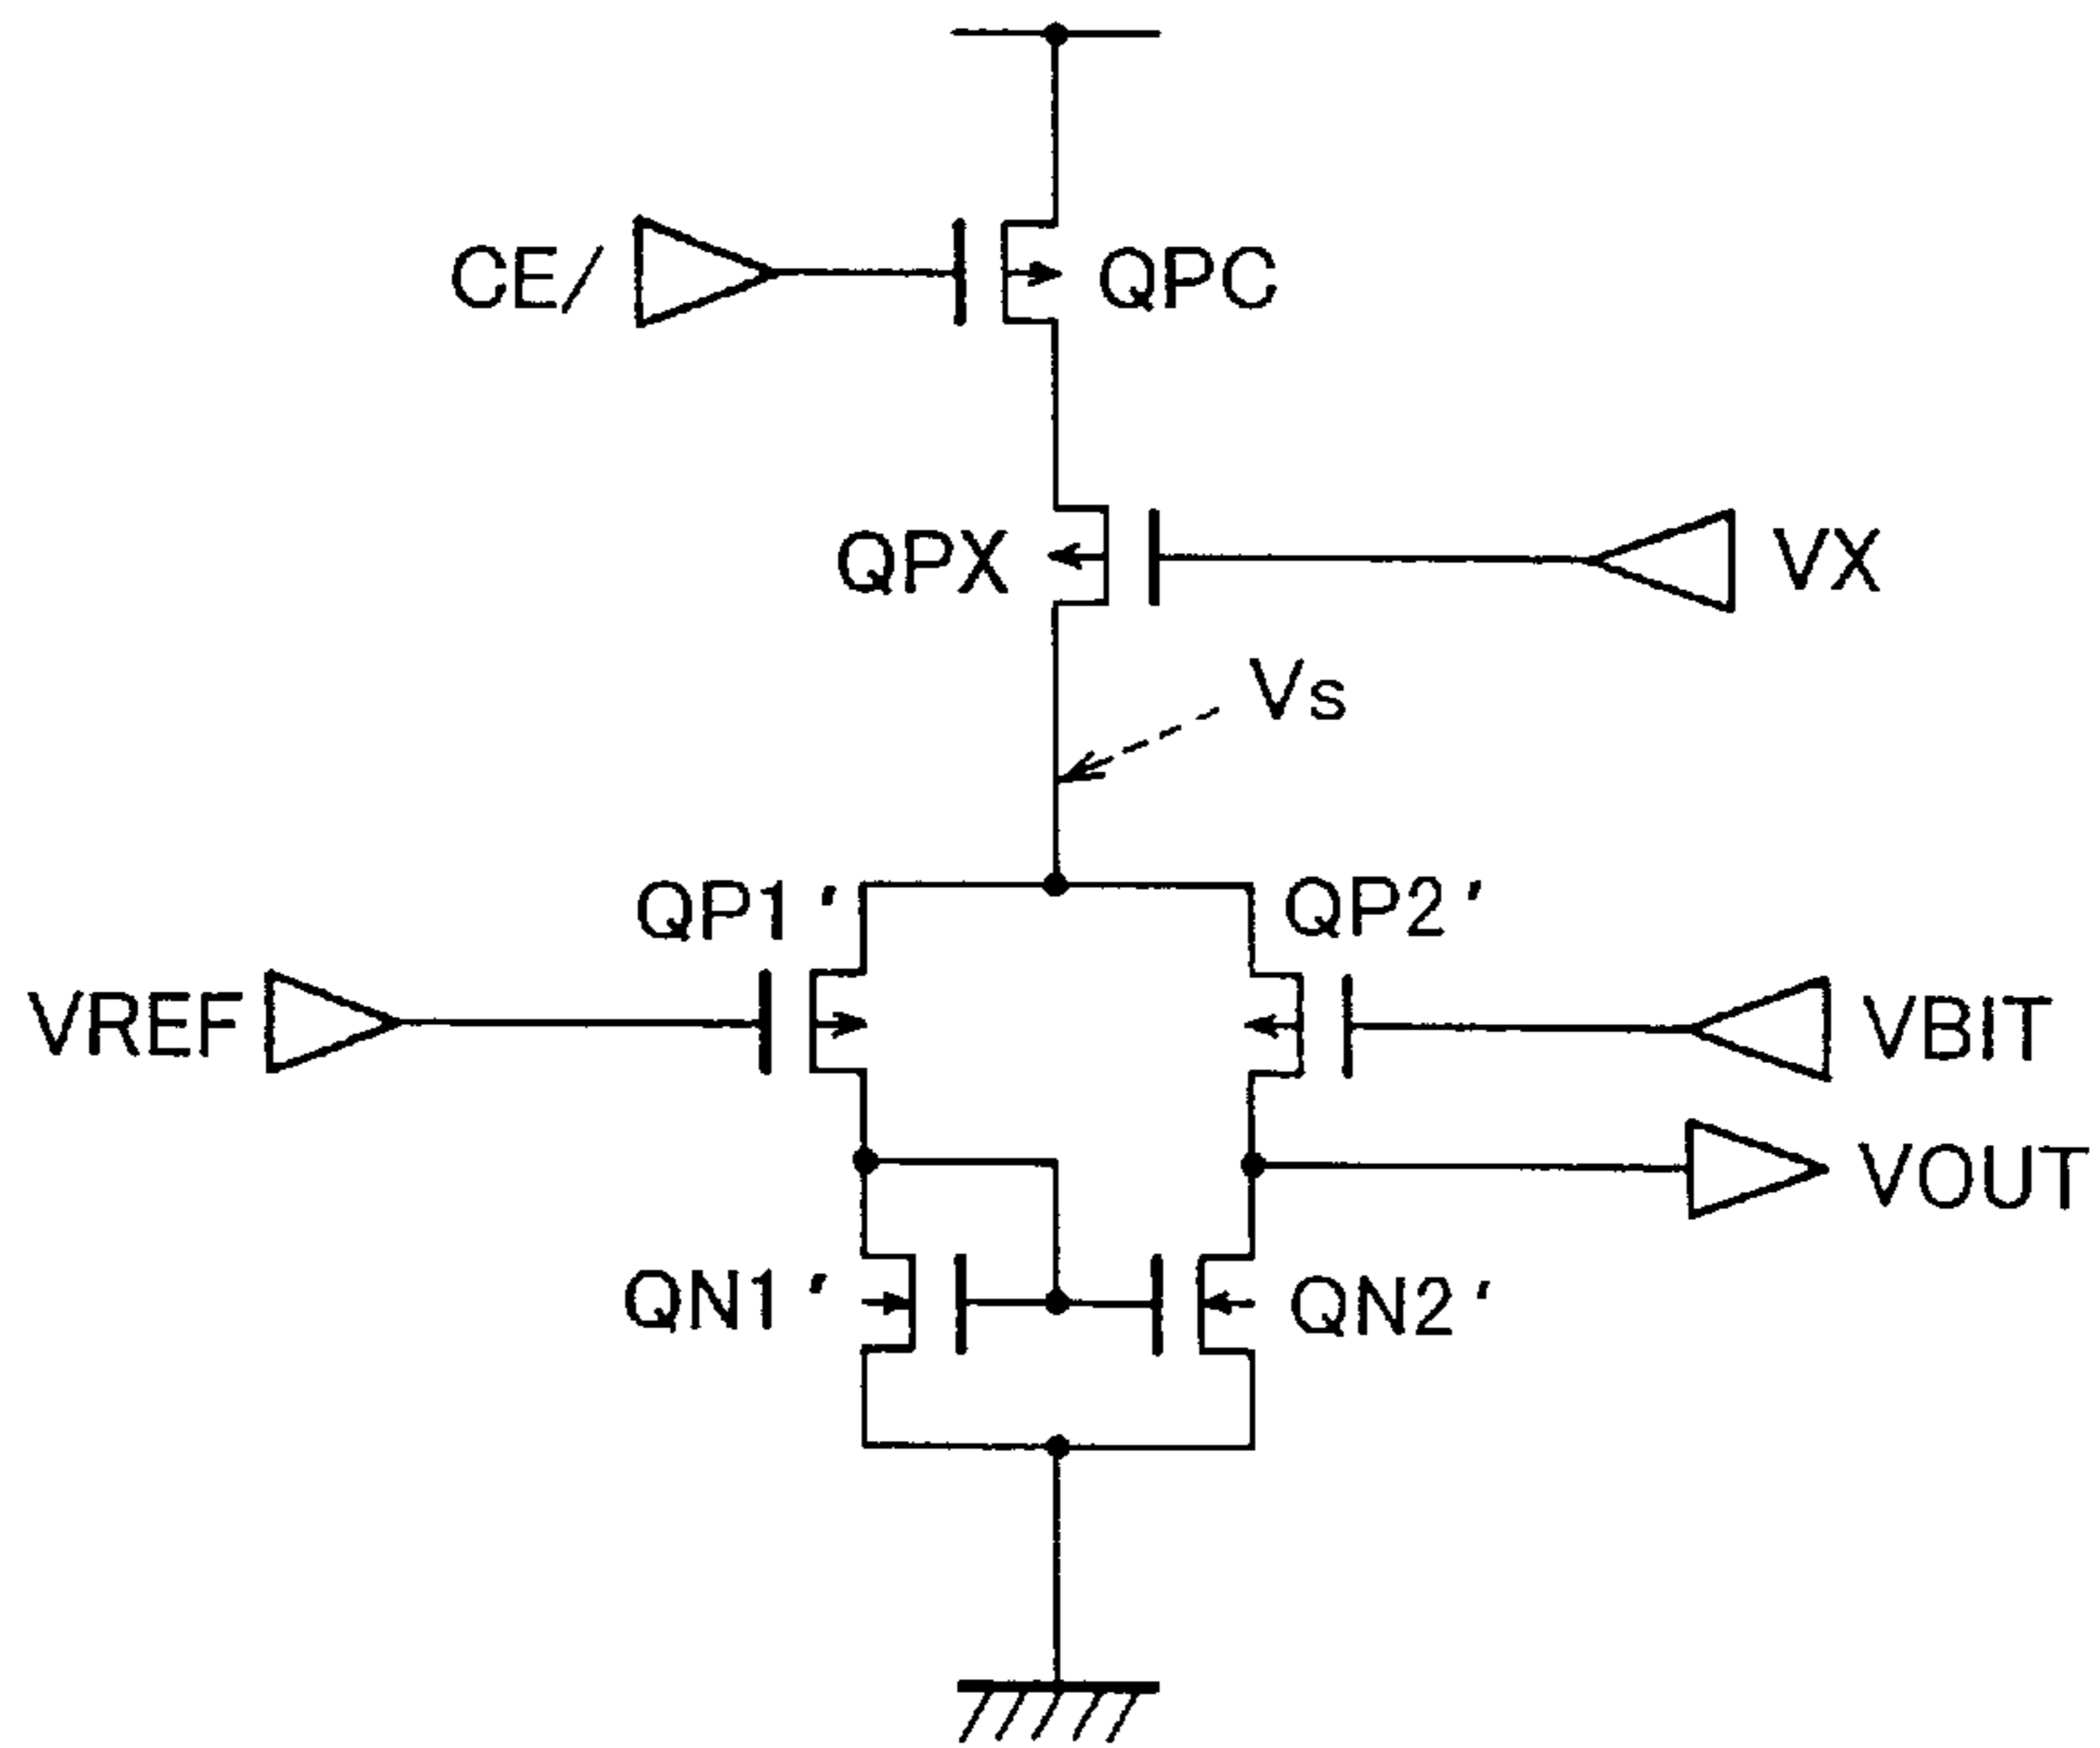 CE/
QPC
QPX
VX
Vs
QP1'
QP2'
VREF
VBIT
VOUT
QN1'
QN2'